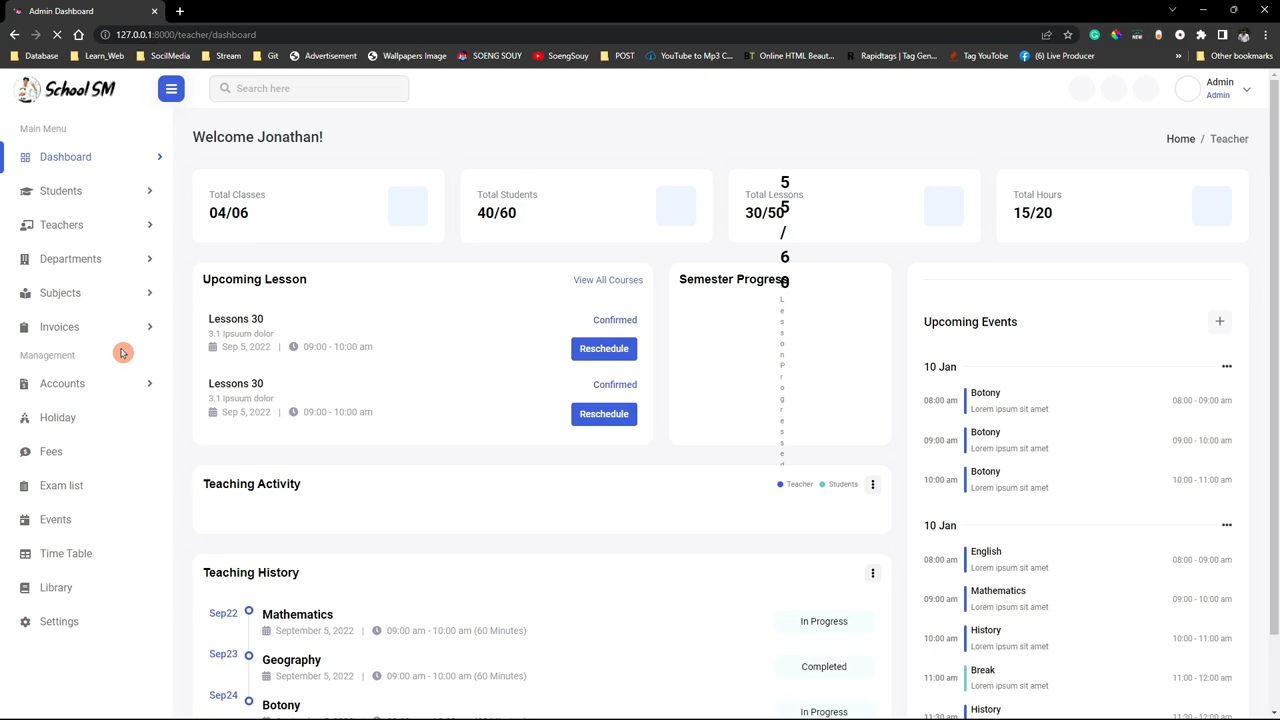 Admin Dashboard
127.0.0.1:8000/teacher/dashboard
Database
Learn_Web
SocilMedia
Stream
Git
Advertisement
Wallpapers Image
SOENG SOUY
SoengSouy
POST
YouTube to Mp3 C...
BT Online HTML Beaut...
Rapidtags | Tag Gen...
Tag YouTube
(6) Live Producer
»
Other bookmarks
School SM
Search here
Admin
Admin
Main Menu
Dashboard
Students
Teachers
Departments
Subjects
Invoices
Management
Accounts
Holiday
Fees
Exam list
Events
Time Table
Library
Settings
Welcome Jonathan!
Home / Teacher
Total Classes
04/06
Total Students
40/60
Total Lessons
30/50
Total Hours
15/20
Upcoming Lesson
View All Courses
Lessons 30
Confirmed
3.1 Ipsuum dolor
Sep 5, 2022 | 09:00 - 10:00 am
Reschedule
Lessons 30
Confirmed
3.1 Ipsuum dolor
Sep 5, 2022 | 09:00 - 10:00 am
Reschedule
Semester Progress
5
5
/
6
0
L
e
s
s
o
n
P
r
o
g
r
e
s
s
e
d
Teaching Activity
Teacher Students
Teaching History
Sep22
Mathematics
September 5, 2022 | 09:00 am - 10:00 am (60 Minutes)
In Progress
Sep23
Geography
September 5, 2022 | 09:00 am - 10:00 am (60 Minutes)
Completed
Sep24
Botony
In Progress
Upcoming Events
+
10 Jan
08:00 am
Botony
Lorem ipsum sit amet
08:00 - 09:00 am
09:00 am
Botony
Lorem ipsum sit amet
09:00 - 10:00 am
10:00 am
Botony
Lorem ipsum sit amet
10:00 - 11:00 am
10 Jan
08:00 am
English
Lorem ipsum sit amet
08:00 - 09:00 am
09:00 am
Mathematics
Lorem ipsum sit amet
09:00 - 10:00 am
10:00 am
History
Lorem ipsum sit amet
10:00 - 11:00 am
11:00 am
Break
Lorem ipsum sit amet
11:00 - 12:00 am
11:30 am
History
11:30 - 12:00 am